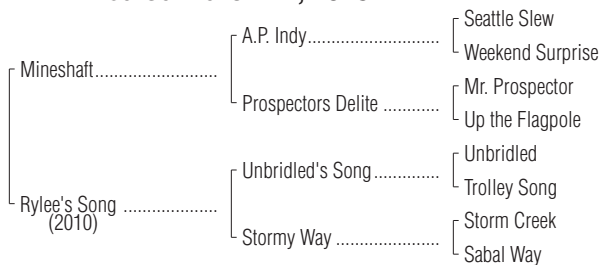 Seattle Slew
A.P. Indy
Weekend Surprise
Mineshaft
Mr. Prospector
Prospectors Delite
Up the Flagpole
Unbridled
Unbridled's Song
Trolley Song
Rylee's Song
(2010)
Storm Creek
Stormy Way
Sabal Way